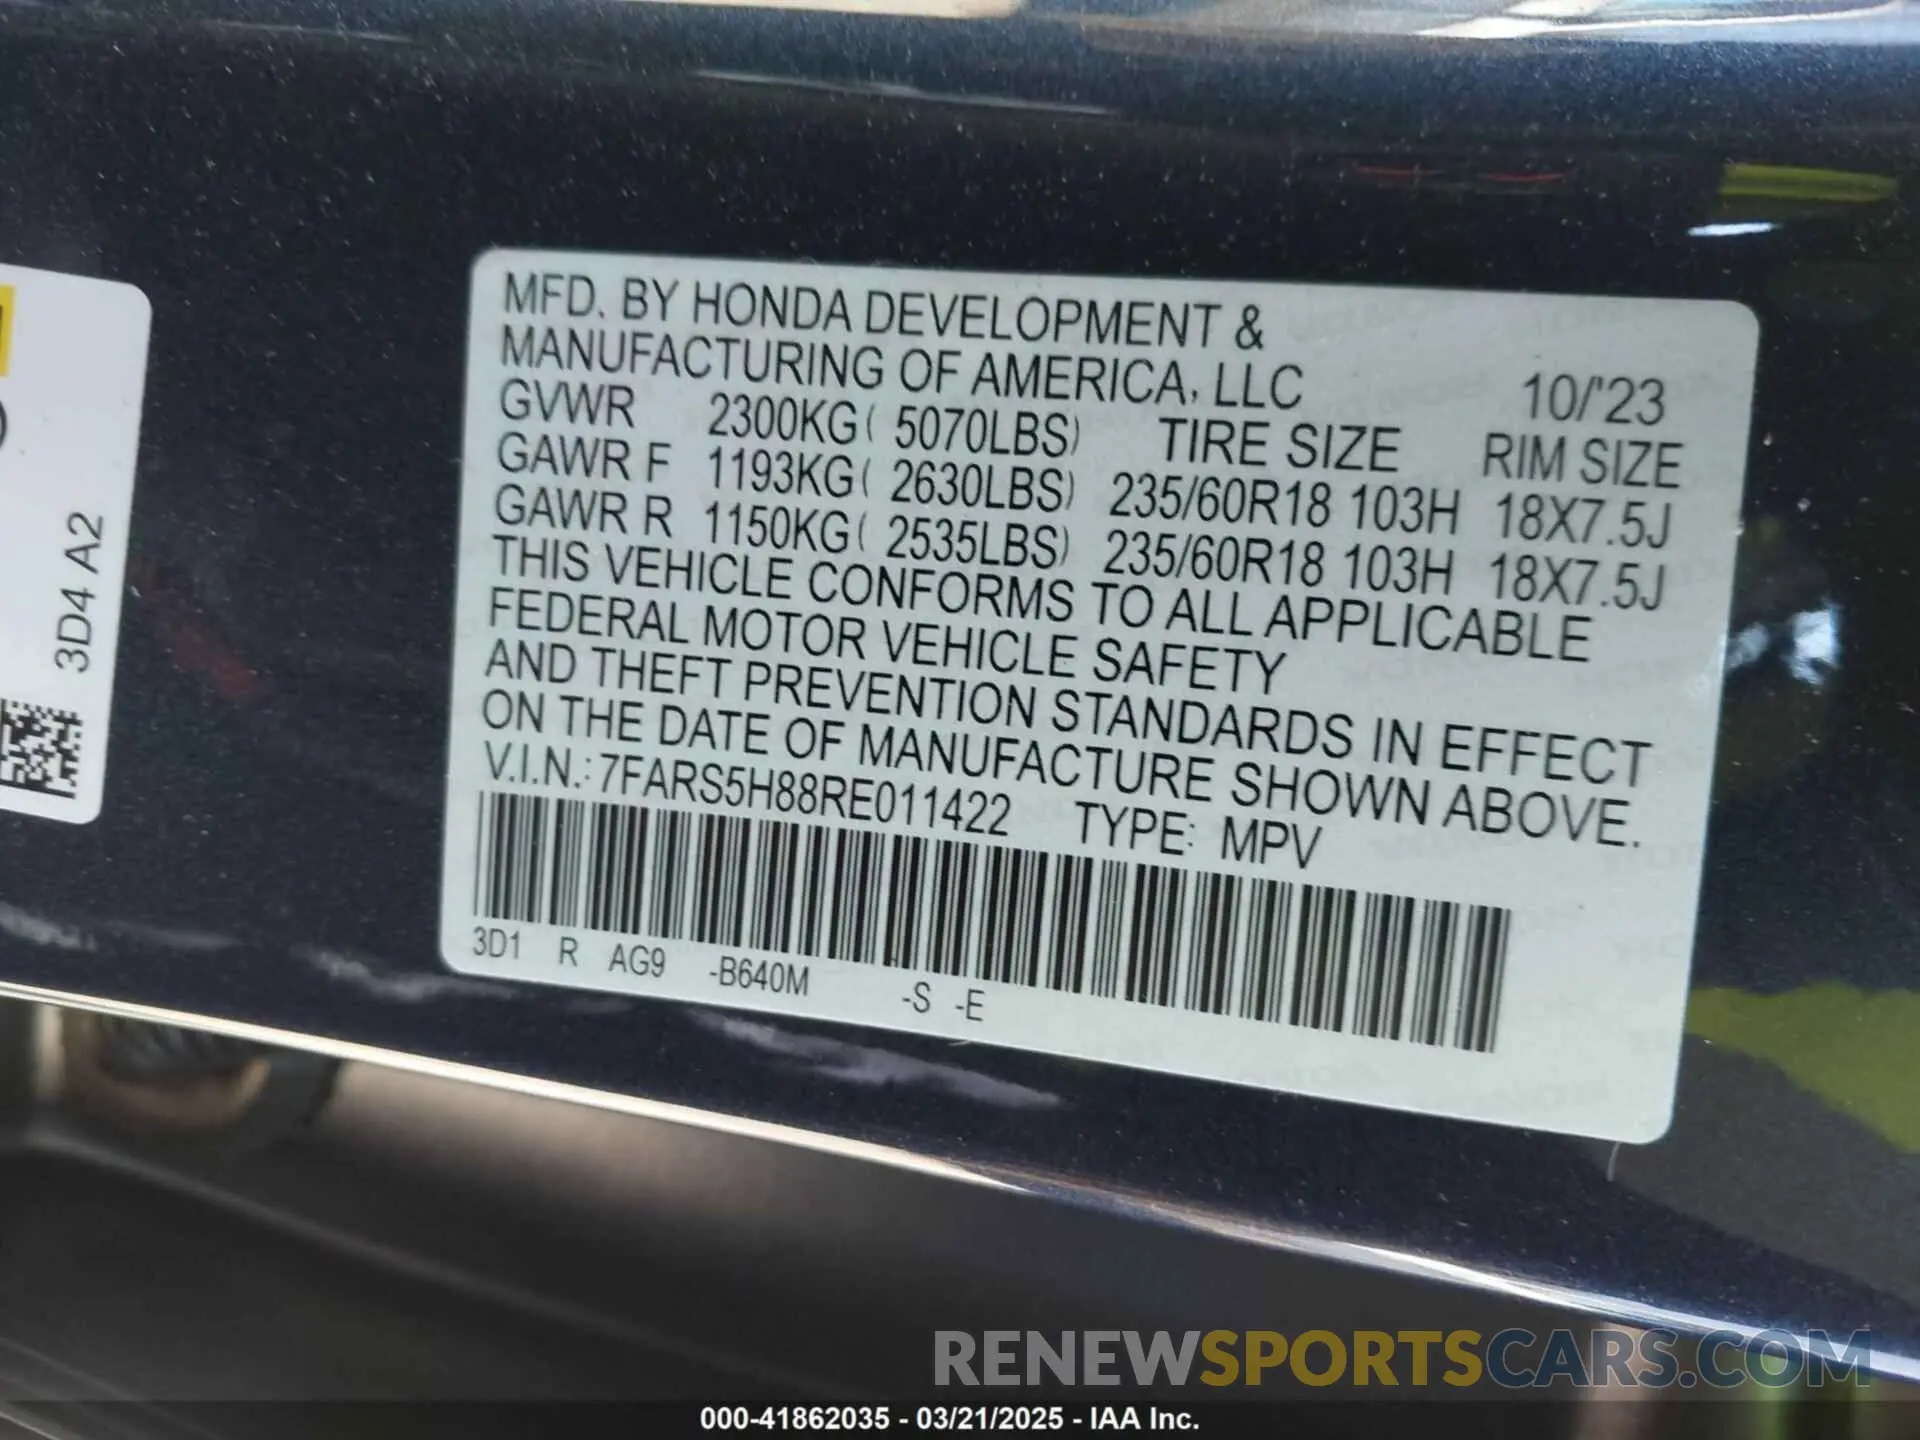 MFD. BY HONDA DEVELOPMENT &
MANUFACTURING OF AMERICA, LLC 10/'23
GVWR 2300KG( 5070LBS) TIRE SIZE RIM SIZE
GAWR F 1193KG( 2630LBS) 235/60R18 103H 18X7.5J
GAWR R 1150KG( 2535LBS) 235/60R18 103H 18X7.5J
THIS VEHICLE CONFORMS TO ALL APPLICABLE
FEDERAL MOTOR VEHICLE SAFETY
AND THEFT PREVENTION STANDARDS IN EFFECT
ON THE DATE OF MANUFACTURE SHOWN ABOVE.
V.I.N.: 7FARS5H88RE011422 TYPE: MPV
3D1 R AG9 -B640M -S -E
3D4 A2
RENEWSPORTSCARS.COM
000-41862035 - 03/21/2025 - IAA Inc.